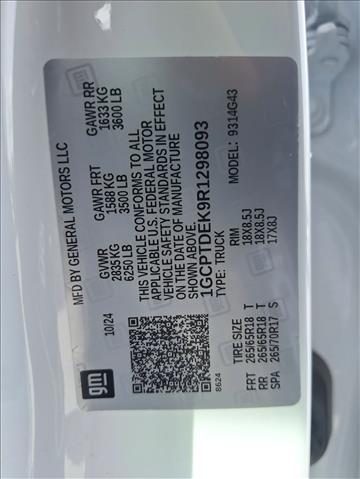 MFD BY GENERAL MOTORS LLC
10/24
GVWR GAWR FRT GAWR RR
2835 KG 1588 KG 1633 KG
6250 LB 3500 LB 3600 LB
THIS VEHICLE CONFORMS TO ALL
APPLICABLE U.S. FEDERAL MOTOR
VEHICLE SAFETY STANDARDS IN EFFECT
ON THE DATE OF MANUFACTURE
SHOWN ABOVE.
1GCPTDEK9R1298093
TYPE: TRUCK
MODEL: 9314G43
gm
8624
TIRE SIZE RIM
FRT 265/65R18 T 18X8.5J
RR 265/65R18 T 18X8.5J
SPA 265/70R17 S 17X8J